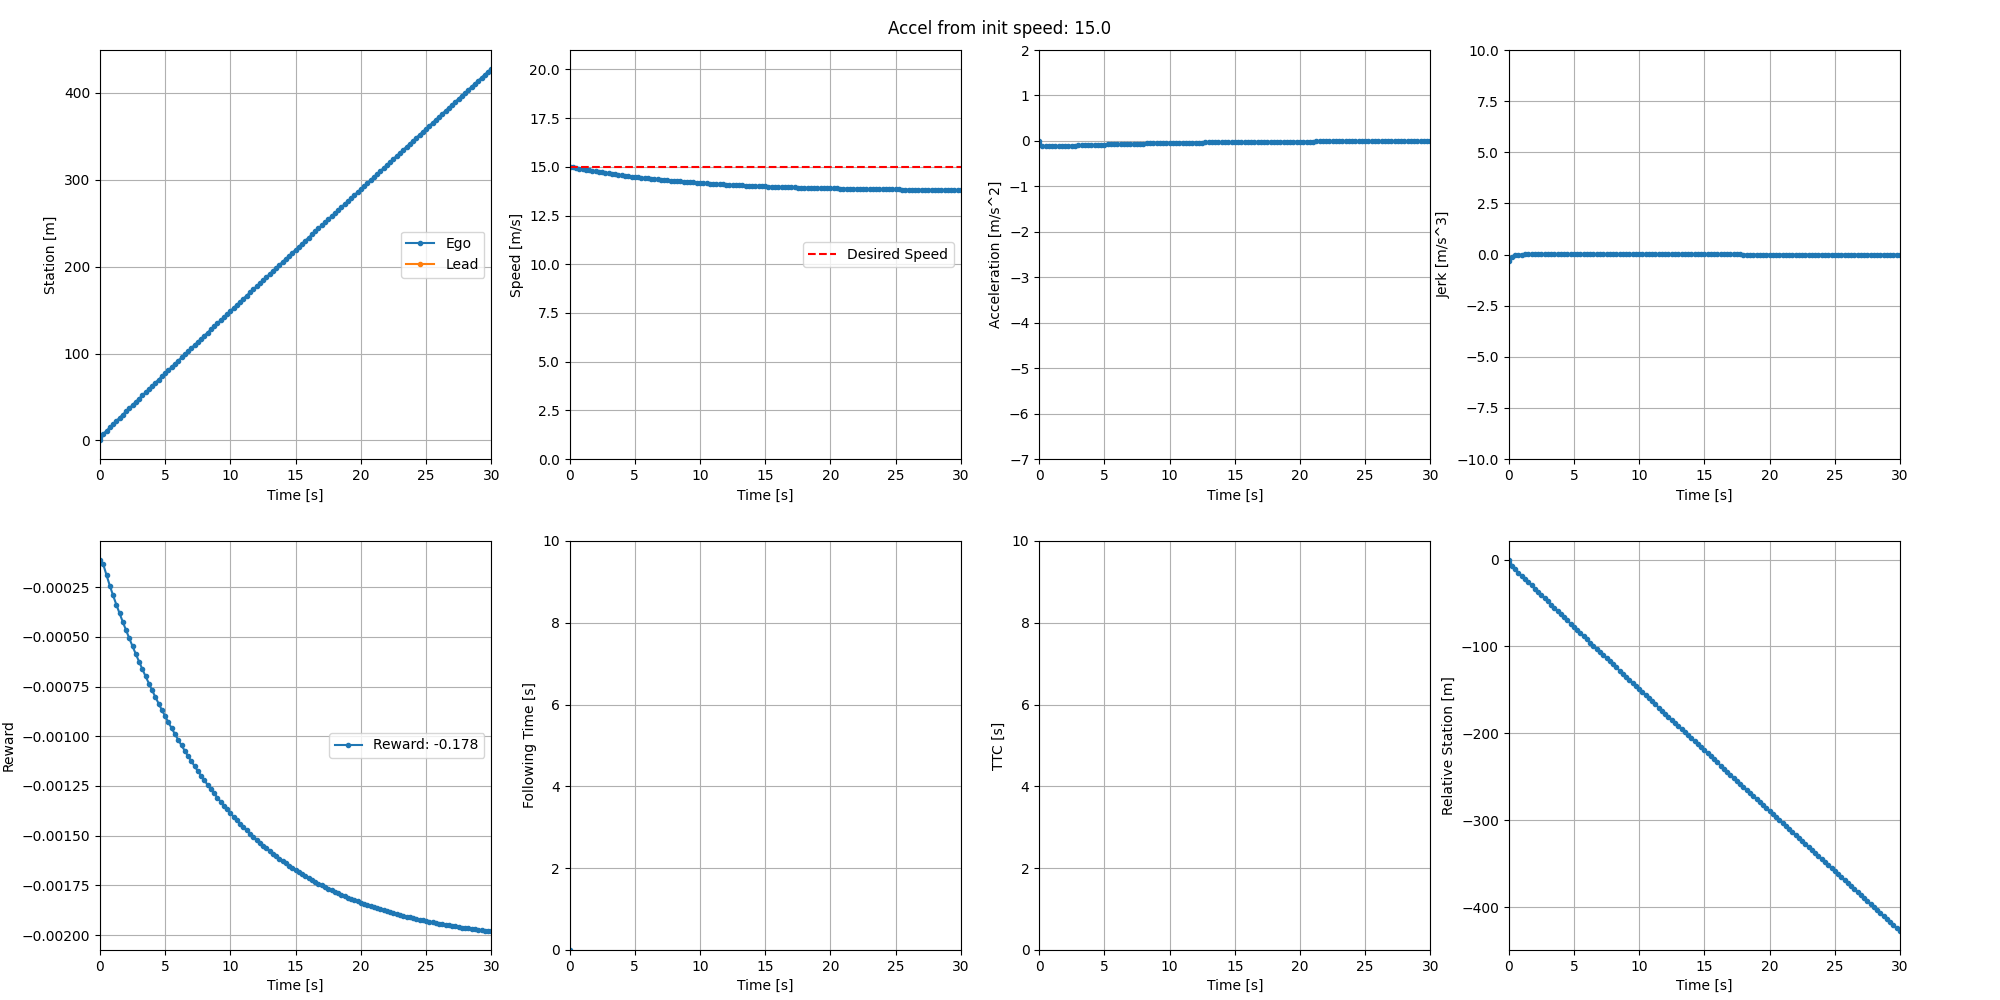 Accel from init speed: 15.0
400
300
200
100
0
Station [m]
Ego
Lead
0 5 10 15 20 25 30
Time [s]
20.0
17.5
15.0
12.5
10.0
7.5
5.0
2.5
0.0
Speed [m/s]
Desired Speed
0 5 10 15 20 25 30
Time [s]
2
1
0
−1
−2
−3
−4
−5
−6
−7
Acceleration [m/s^2]
0 5 10 15 20 25 30
Time [s]
10.0
7.5
5.0
2.5
0.0
−2.5
−5.0
−7.5
−10.0
Jerk [m/s^3]
0 5 10 15 20 25 30
Time [s]
−0.00025
−0.00050
−0.00075
−0.00100
−0.00125
−0.00150
−0.00175
−0.00200
Reward
Reward: -0.178
0 5 10 15 20 25 30
Time [s]
10
8
6
4
2
0
Following Time [s]
0 5 10 15 20 25 30
Time [s]
10
8
6
4
2
0
TTC [s]
0 5 10 15 20 25 30
Time [s]
0
−100
−200
−300
−400
Relative Station [m]
0 5 10 15 20 25 30
Time [s]